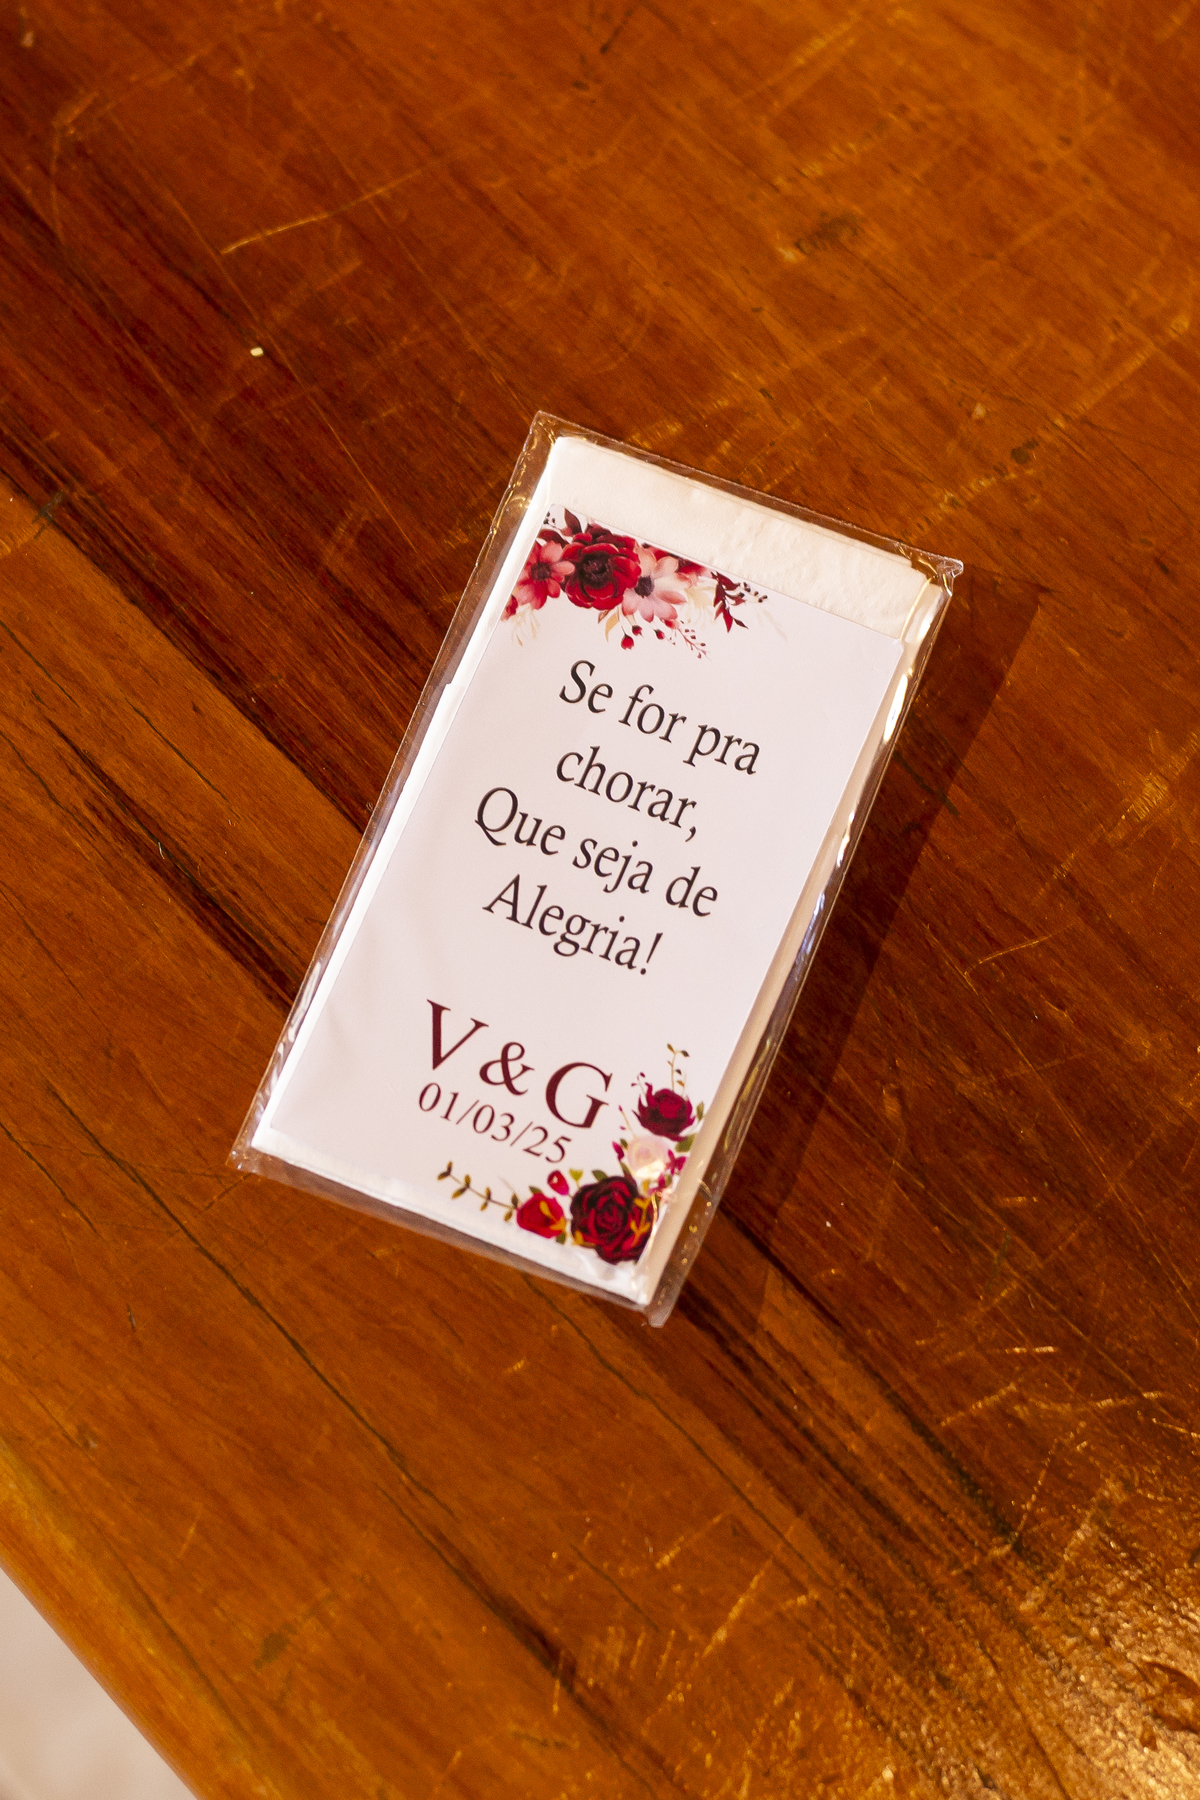 Se for pra
chorar,
Que seja de
Alegria!
V & G
01/03/25